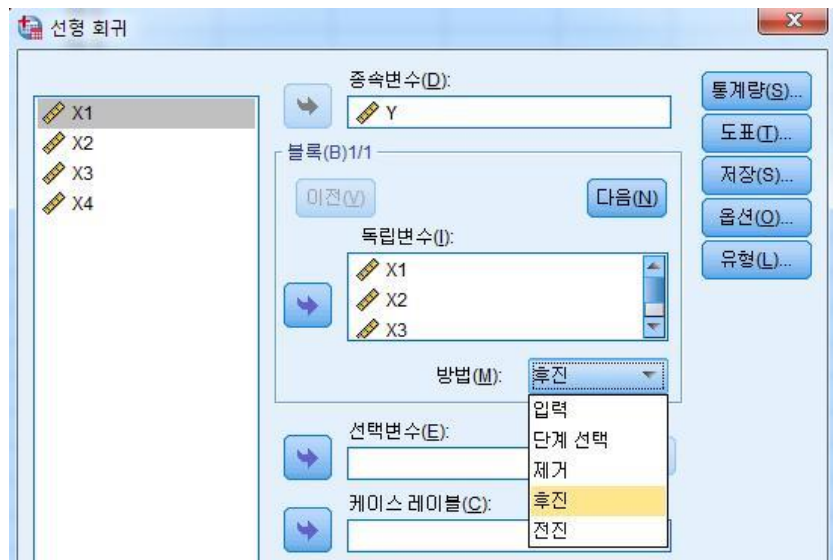 선형 회귀
X1
X2
X3
X4
종속변수(D):
Y
블록(B)1/1
이전(V)
다음(N)
독립변수(I):
X1
X2
X3
방법(M):
후진
입력
단계 선택
제거
후진
전진
선택변수(E):
케이스 레이블(C):
통계량(S)...
도표(T)...
저장(S)...
옵션(O)...
유형(L)...